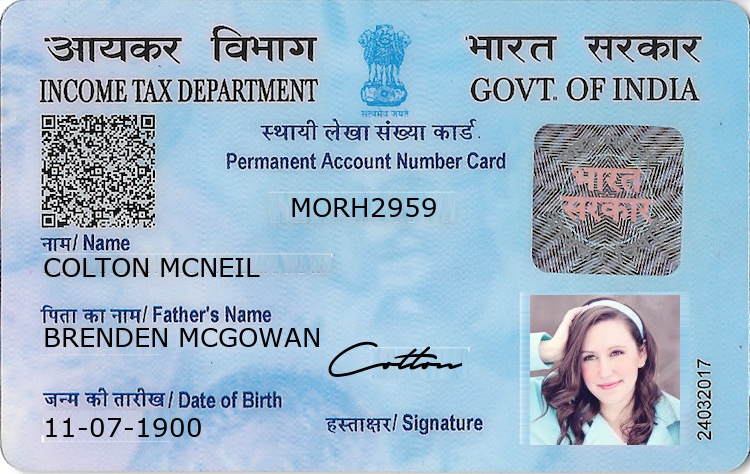 आयकर विभाग
INCOME TAX DEPARTMENT
सत्यमेव जयते
भारत सरकार
GOVT. OF INDIA
स्थायी लेखा संख्या कार्ड
Permanent Account Number Card
MORH2959
भारत
सरकार
नाम/ Name
COLTON MCNEIL
पिता का नाम/ Father's Name
BRENDEN MCGOWAN
Cotton
जन्म की तारीख/ Date of Birth
11-07-1900
हस्ताक्षर/ Signature
24032017